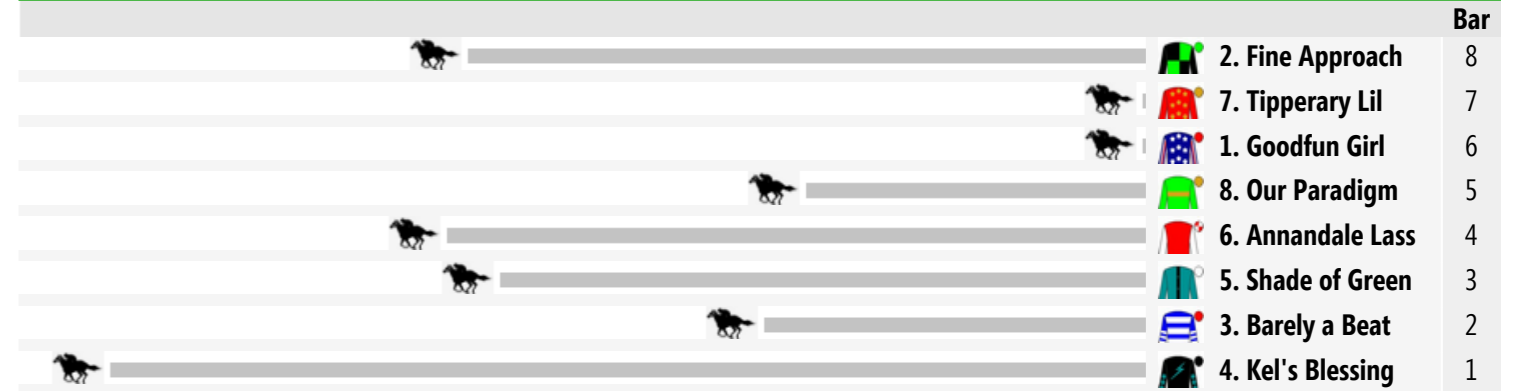 Bar
2. Fine Approach 8
7. Tipperary Lil 7
1. Goodfun Girl 6
8. Our Paradigm 5
6. Annandale Lass 4
5. Shade of Green 3
3. Barely a Beat 2
4. Kel's Blessing 1